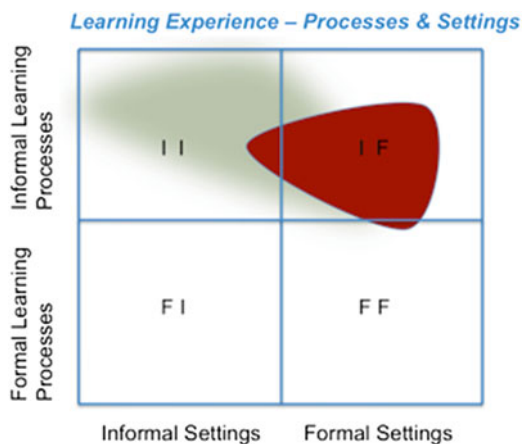 Learning Experience – Processes & Settings
Informal Learning
Processes
I I
I F
Formal Learning
Processes
F I
F F
Informal Settings
Formal Settings